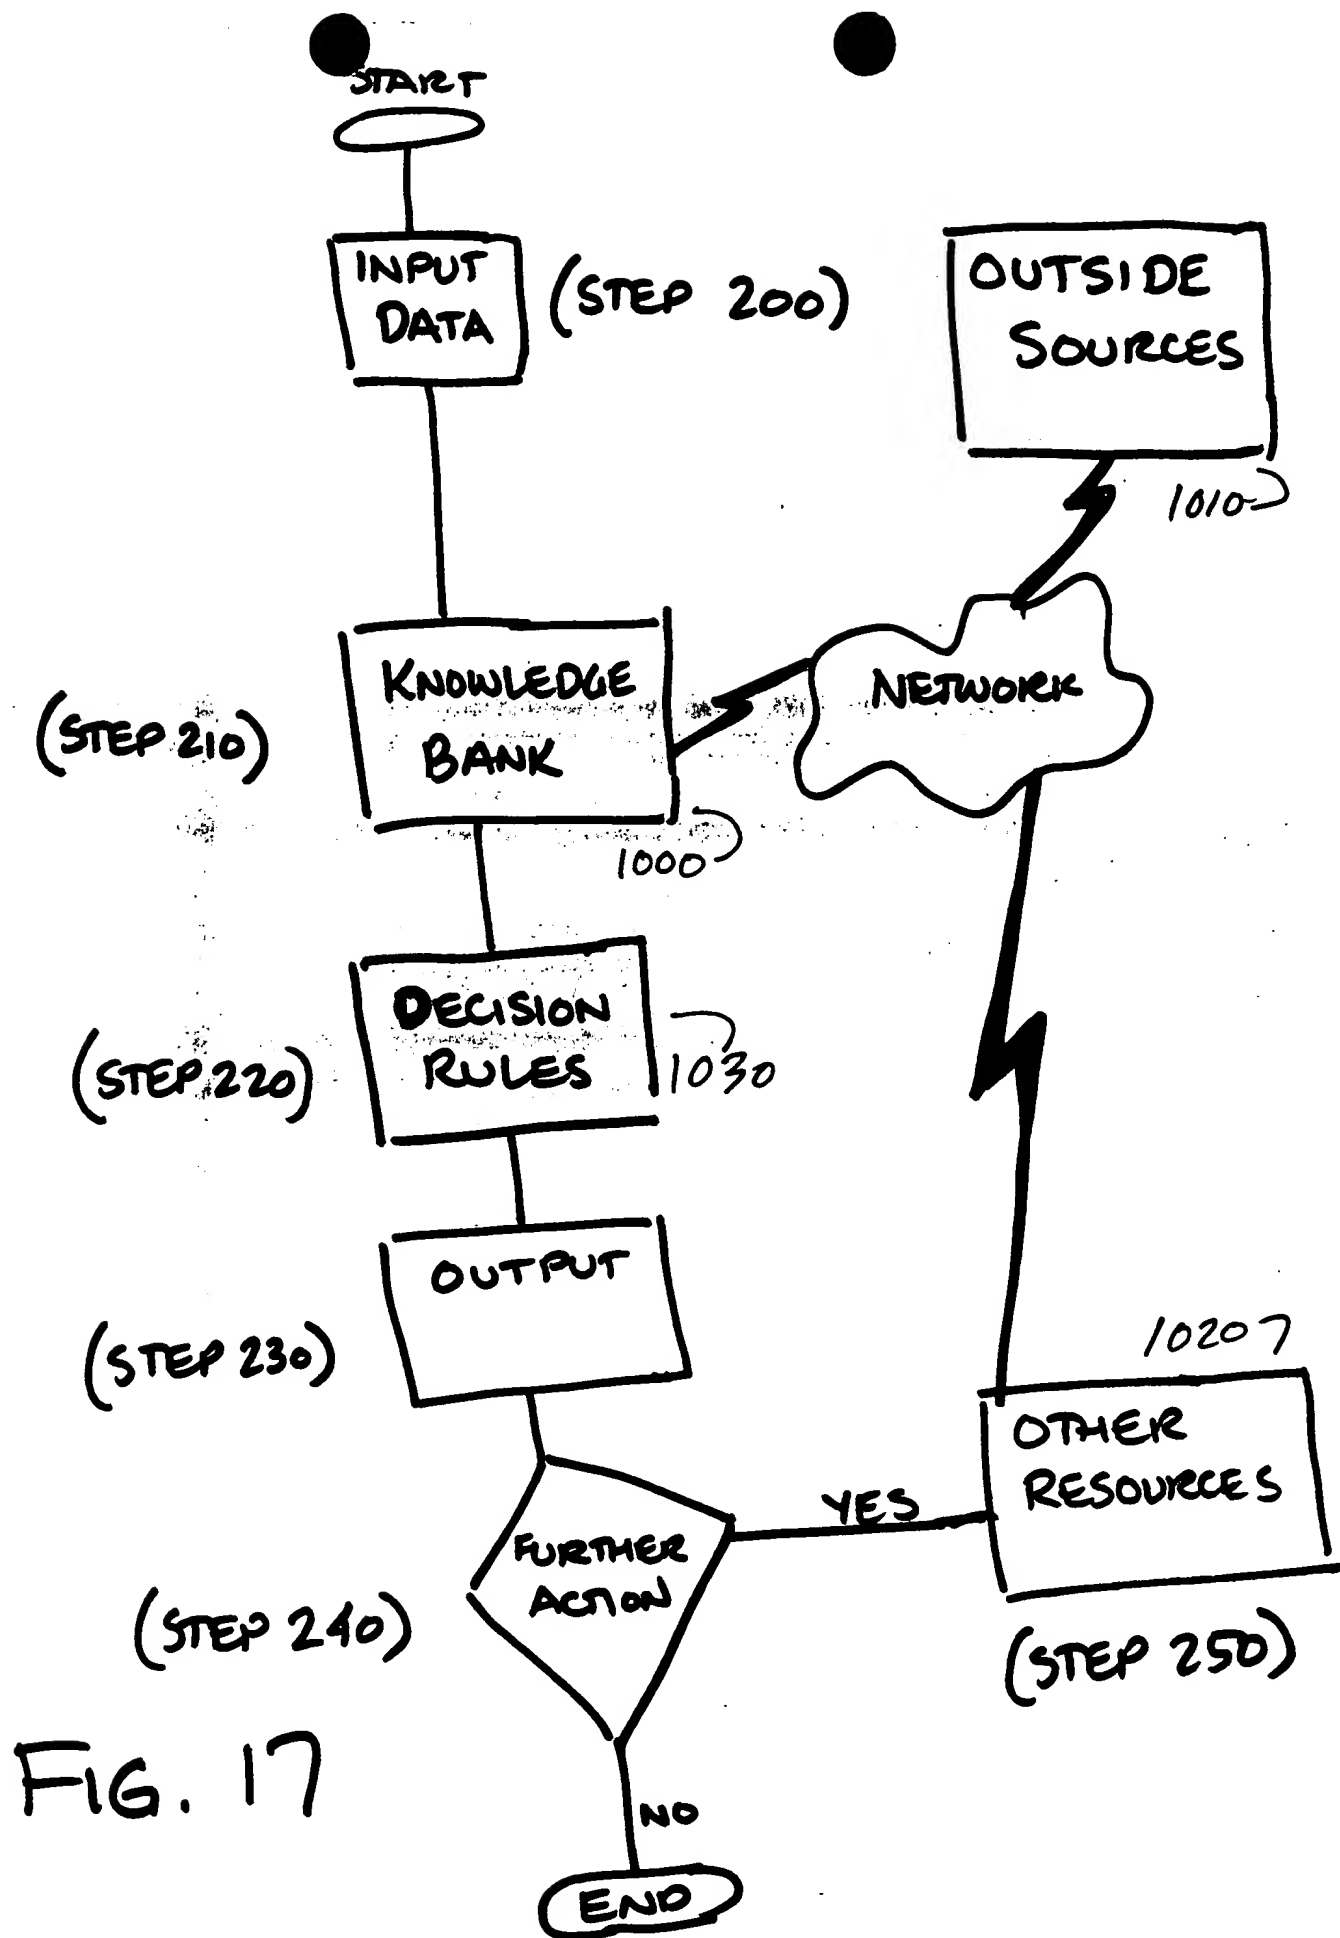 START
INPUT
DATA
(STEP 200)
OUTSIDE
SOURCES
1010
KNOWLEDGE
BANK
(STEP 210)
1000
NETWORK
DECISION
RULES
(STEP 220)
1030
OUTPUT
(STEP 230)
1020
OTHER
RESOURCES
(STEP 250)
YES
FURTHER
ACTION
(STEP 240)
NO
END
FIG. 17